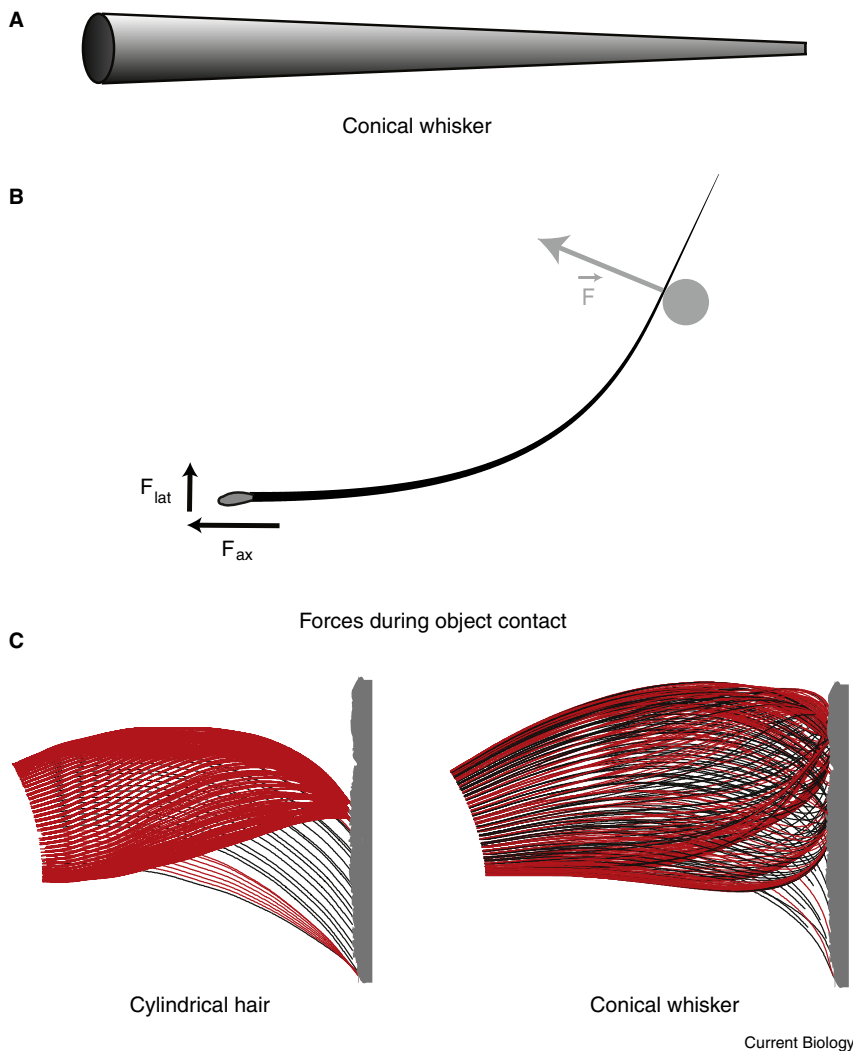 A
Conical whisker
B
F
F lat
F ax
Forces during object contact
C
Cylindrical hair
Conical whisker
Current Biology